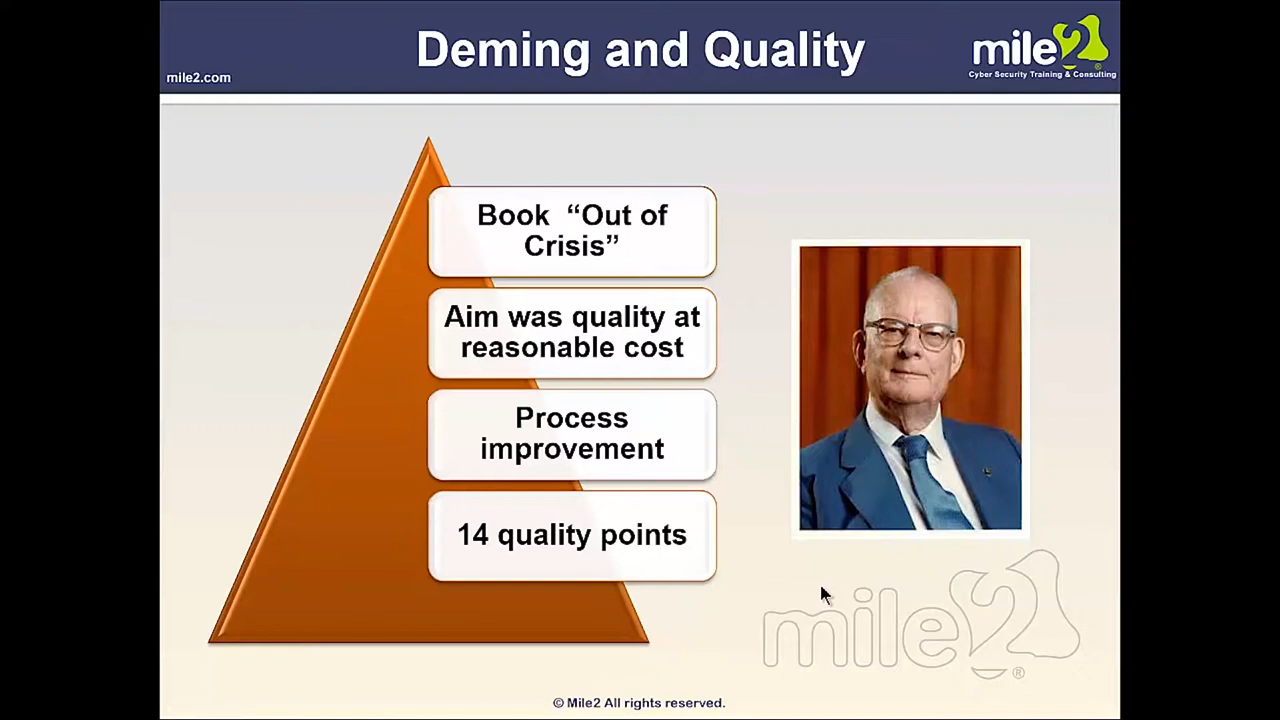 Deming and Quality
mile2.com
mile2®
Cyber Security Training & Consulting
Book “Out of
Crisis”
Aim was quality at
reasonable cost
Process
improvement
14 quality points
mile2®
© Mile2 All rights reserved.